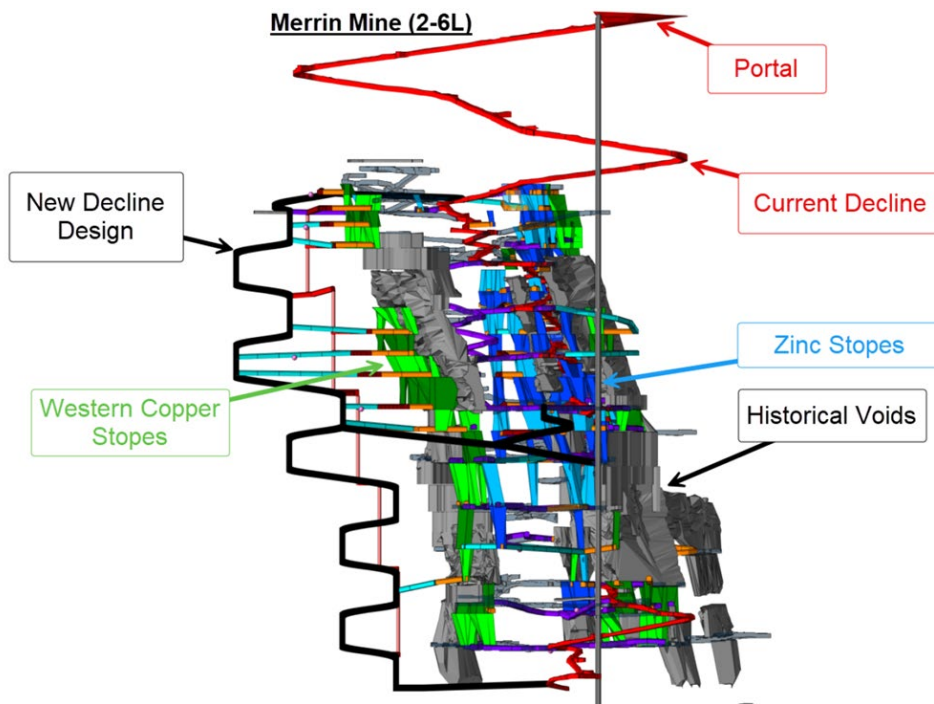 Merrin Mine (2-6L)
Portal
New Decline
Design
Current Decline
Zinc Stopes
Western Copper
Stopes
Historical Voids